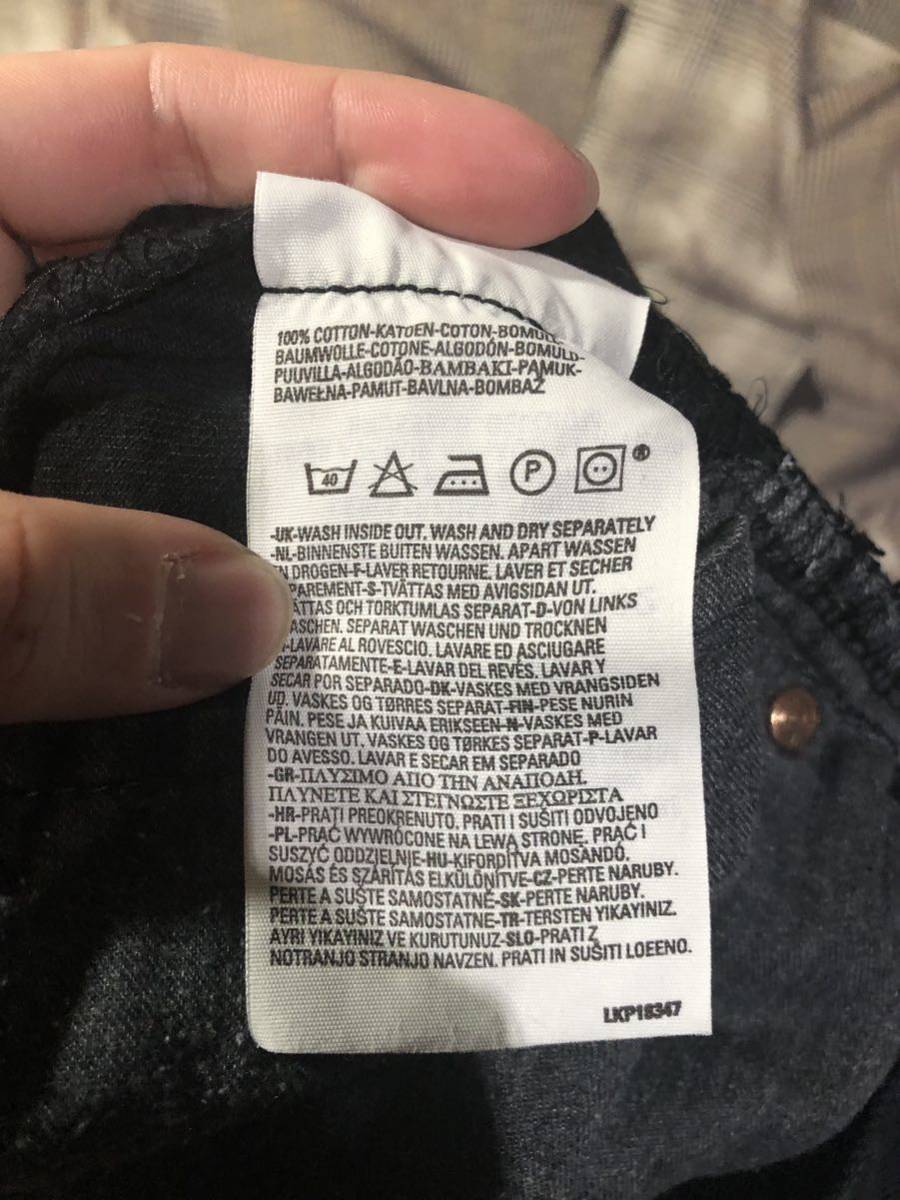 100% COTTON-KATOEN-COTON-BOMULL-
BAUMWOLLE-COTONE-ALGODÓN-BOMULD-
PUUVILLA-ALGODÃO-BAMBAKI-PAMUK-
BAWEŁNA-PAMUT-BAVLNA-BOMBAŽ
40 P ®
-UK-WASH INSIDE OUT. WASH AND DRY SEPARATELY
-NL-BINNENSTE BUITEN WASSEN. APART WASSEN
DROGEN-F-LAVER RETOURNE. LAVER ET SECHER
PAREMENT-S-TVÄTTAS MED AVIGSIDAN UT.
ÄTTAS OCH TORKTUMLAS SEPARAT-D-VON LINKS
ASCHEN. SEPARAT WASCHEN UND TROCKNEN
-LAVARE AL ROVESCIO. LAVARE ED ASCIUGARE
SEPARATAMENTE-E-LAVAR DEL REVÉS. LAVAR Y
SECAR POR SEPARADO-DK-VASKES MED VRANGSIDEN
UD. VASKES OG TØRRES SEPARAT-FIN-PESE NURIN
PÄIN. PESE JA KUIVAA ERIKSEEN-N-VASKES MED
VRANGEN UT. VASKES OG TØRKES SEPARAT-P-LAVAR
DO AVESSO. LAVAR E SECAR EM SEPARADO
-GR-ΠΛΥΣΙΜΟ ΑΠΟ ΤΗΝ ΑΝΑΠΟΔΗ.
ΠΛΥΝΕΤΕ ΚΑΙ ΣΤΕΓΝΩΣΤΕ ΞΕΧΩΡΙΣΤΑ
-HR-PRATI PREOKRENUTO. PRATI I SUŠITI ODVOJENO
-PL-PRAĆ WYWRÓCONE NA LEWĄ STRONĘ. PRAĆ I
SUSZYĆ ODDZIELNIE-HU-KIFORDÍTVA MOSANDÓ.
MOSÁS ÉS SZÁRÍTÁS ELKÜLÖNÍTVE-CZ-PERTE NARUBY.
PERTE A SUŠTE SAMOSTATNĚ-SK-PERTE NARUBY.
PERTE A SUŠTE SAMOSTATNE-TR-TERSTEN YIKAYINIZ.
AYRI YIKAYINIZ VE KURUTUNUZ-SLO-PRATI Z
NOTRANJO STRANJO NAVZEN. PRATI IN SUŠITI LOEENO.
LKP18347